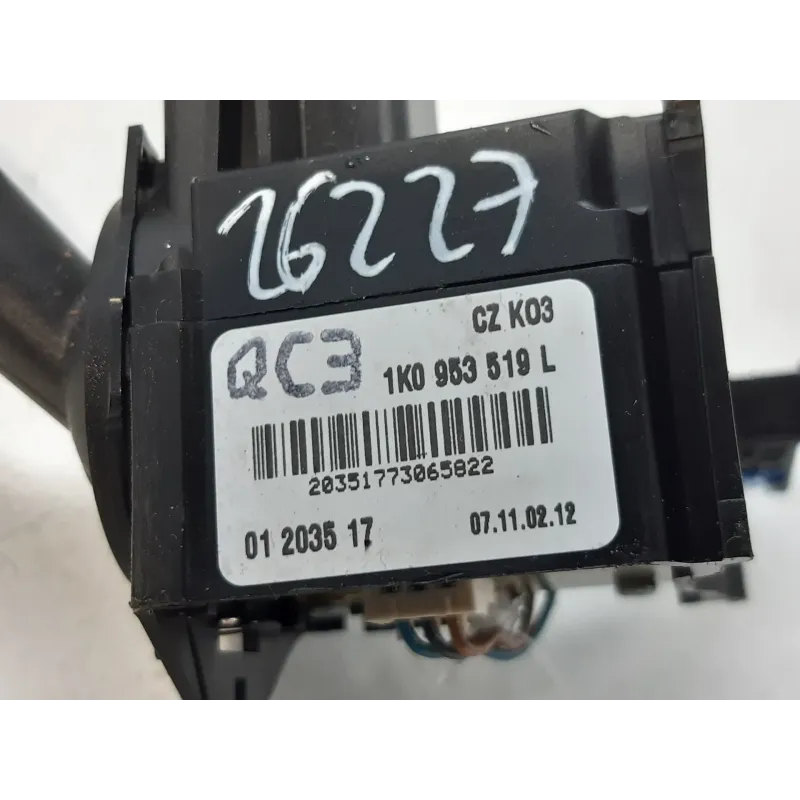 26227
CZ K03
QC3
1K0 953 519 L
20351773065822
01 2035 17
07.11.02.12